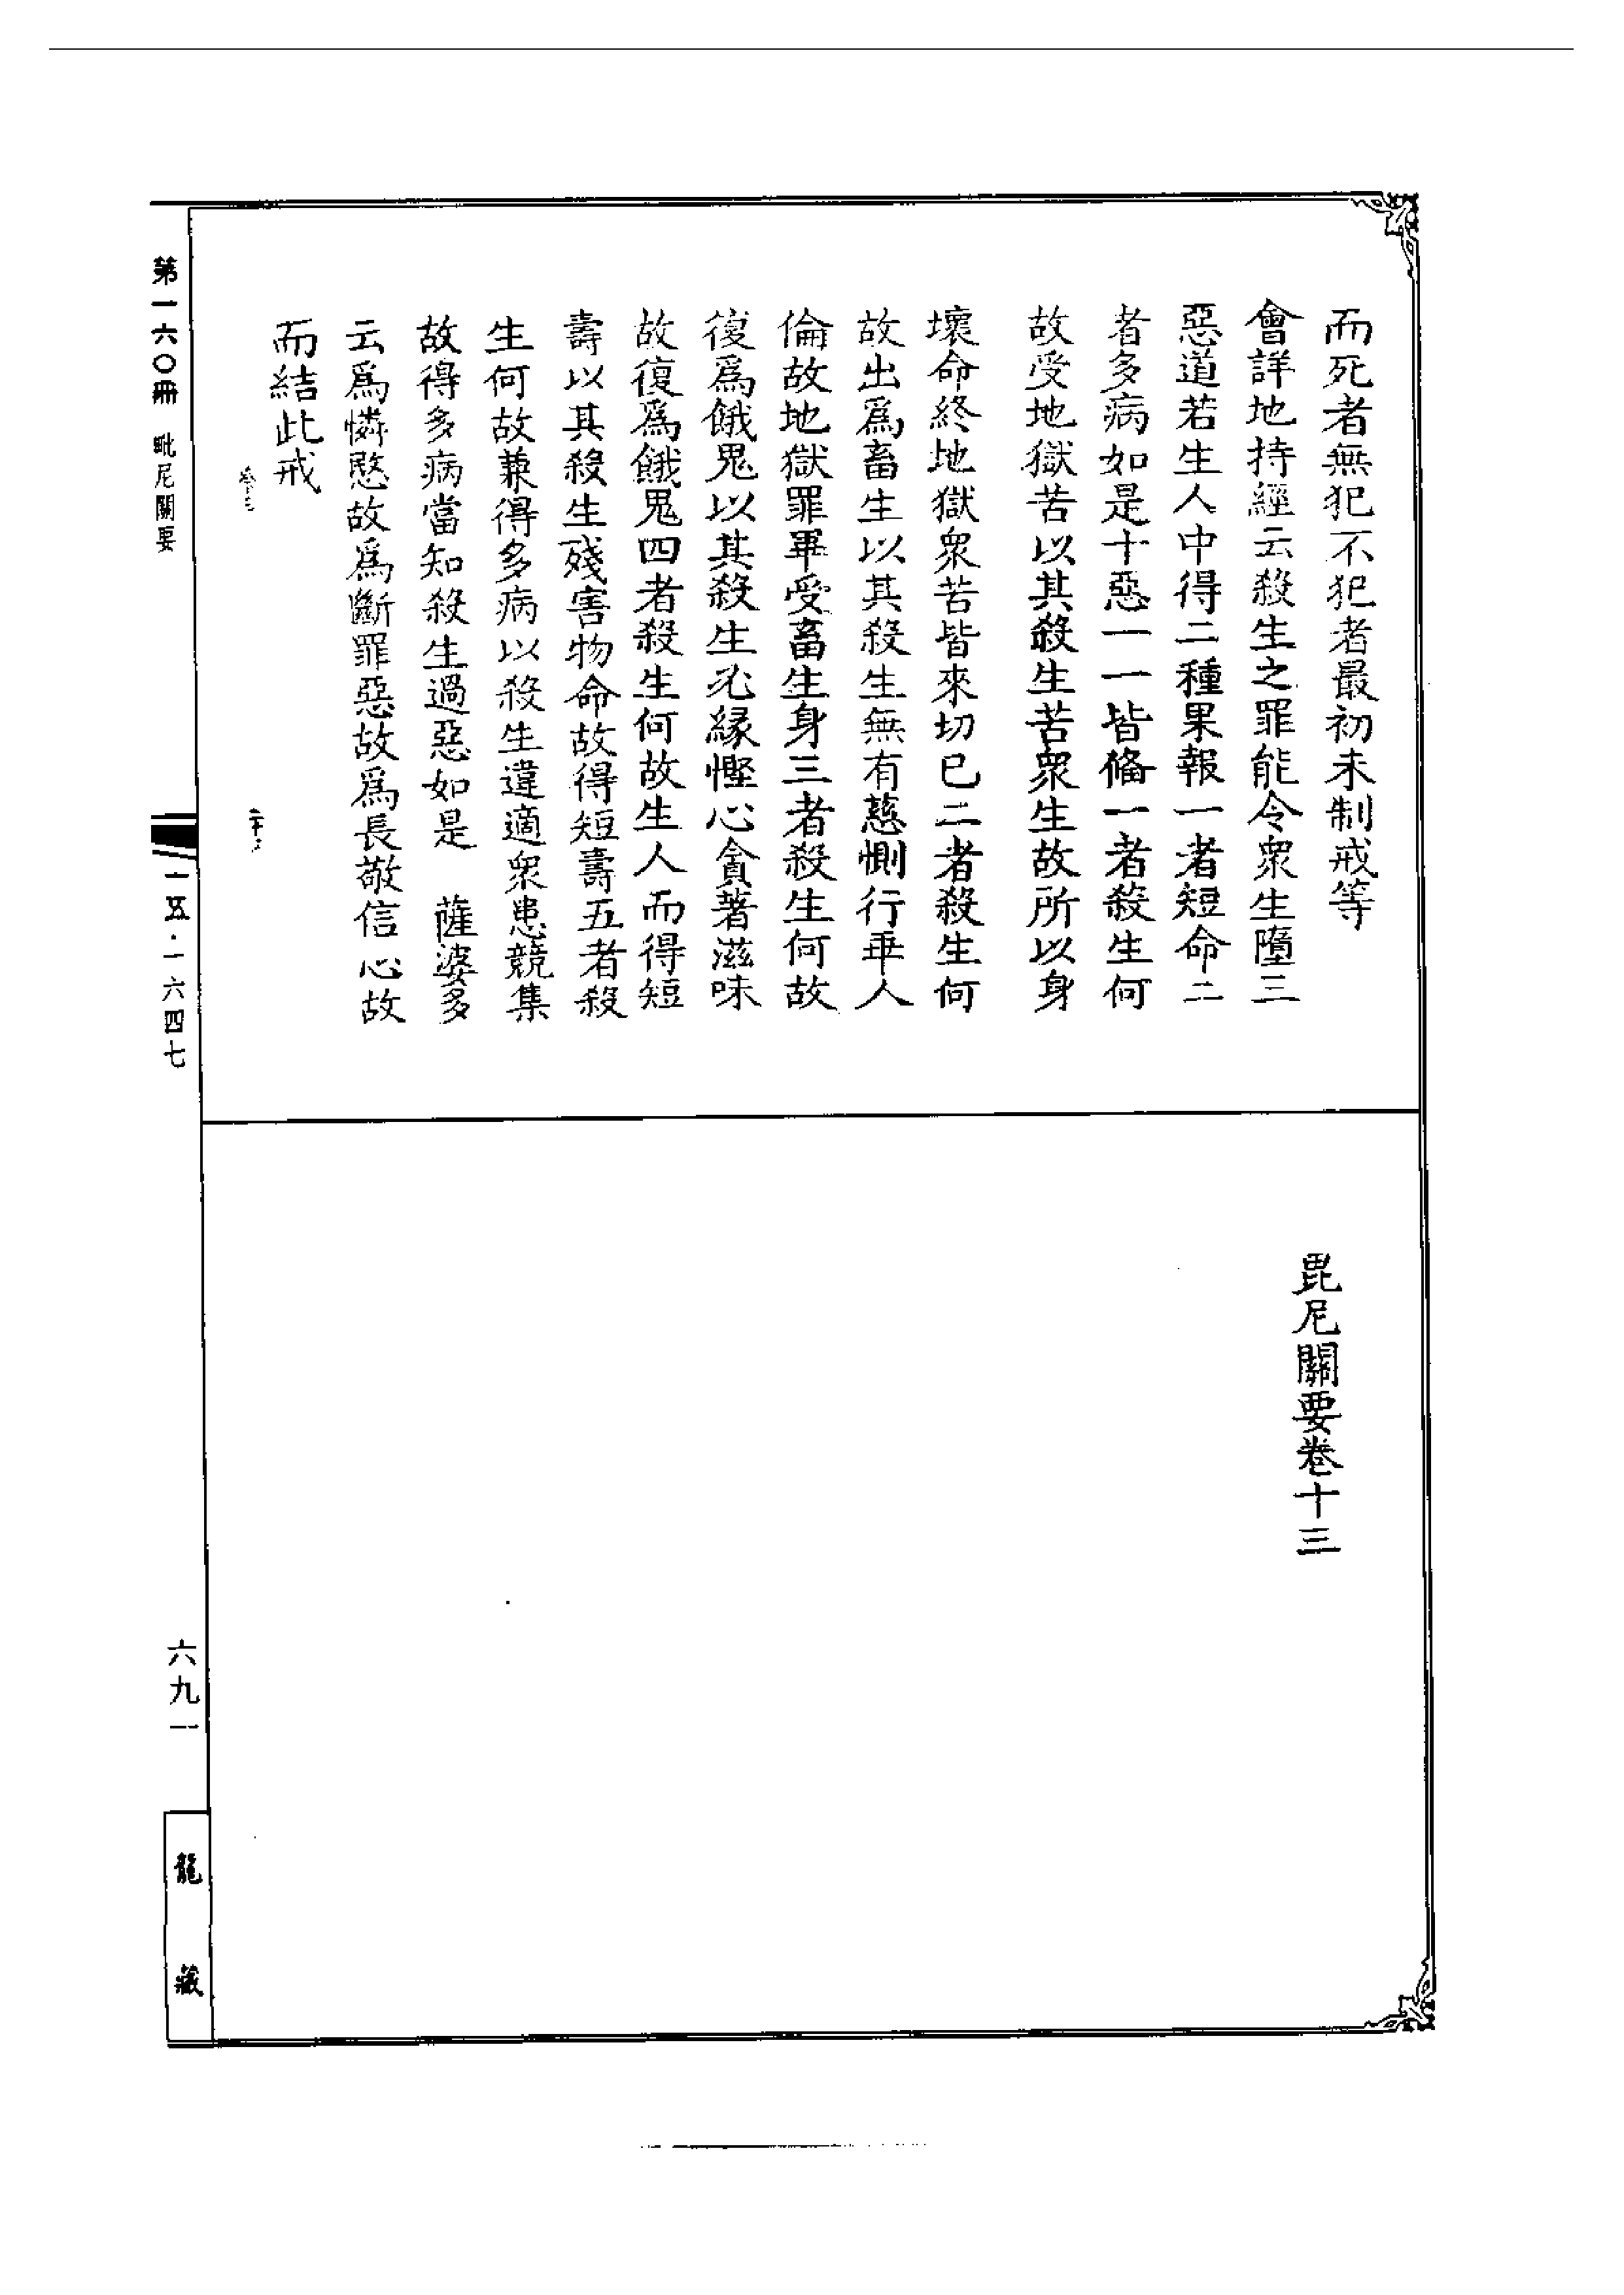 而死者無犯不犯者最初未制戒等
會詳地持經云殺生之罪能令衆生墮三
惡道若生人中得二種果報一者短命二
者多病如是十惡一一皆備一者殺生何
故受地獄苦以其殺生苦衆生故所以身
壞命終地獄衆苦皆來切已二者殺生何
故出爲畜生以其殺生無有慈惻行乖人
倫故地獄罪畢受畜生身三者殺生何故
復爲餓鬼以其殺生必緣慳心貪著滋味
故復爲餓鬼四者殺生何故生人而得短
壽以其殺生殘害物命故得短壽五者殺
生何故兼得多病以殺生違適衆患競集
故得多病當知殺生過惡如是　薩婆多
云爲憐愍故爲斷罪惡故爲長敬信心故
而結此戒
毘尼關要卷十三
第一六〇冊　毗尼關要
一五·一六四七
六九一
龍藏